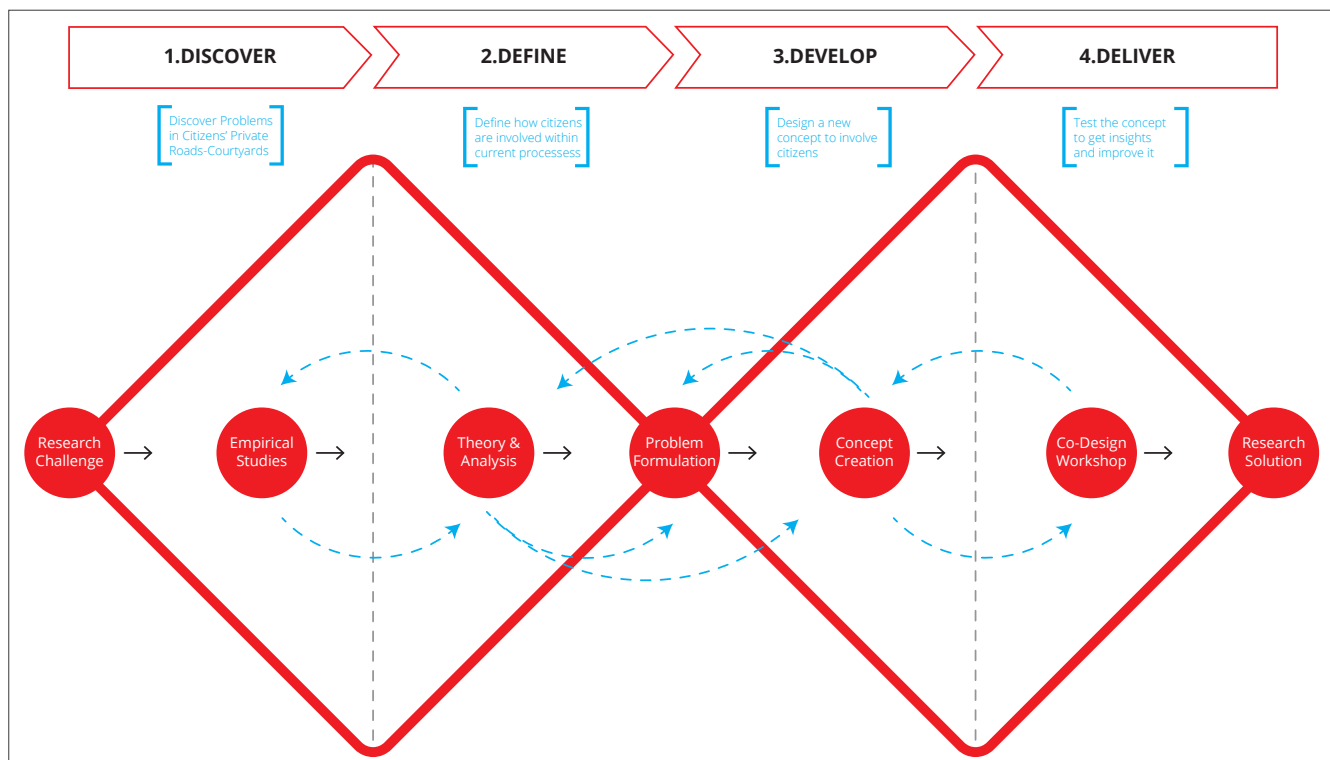 1.DISCOVER
2.DEFINE
3.DEVELOP
4.DELIVER
Discover Problems
in Citizens' Private
Roads-Courtyards
Define how citizens
are involved within
current processess
Design a new
concept to involve
citizens
Test the concept
to get insights
and improve it
Research
Challenge
Empirical
Studies
Theory &
Analysis
Problem
Formulation
Concept
Creation
Co-Design
Workshop
Research
Solution